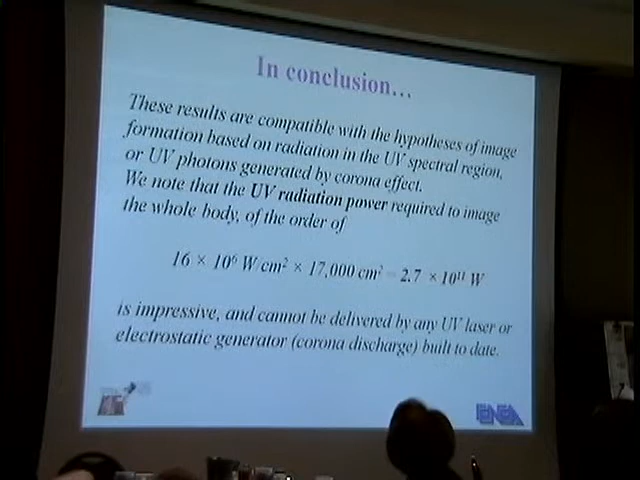 In conclusion…
These results are compatible with the hypotheses of image
formation based on radiation in the UV spectral region,
or UV photons generated by corona effect.
We note that the UV radiation power required to image
the whole body, of the order of
16 × 10⁶ W cm² × 17,000 cm² = 2.7 × 10¹¹ W
is impressive, and cannot be delivered by any UV laser or
electrostatic generator (corona discharge) built to date.
ENEA